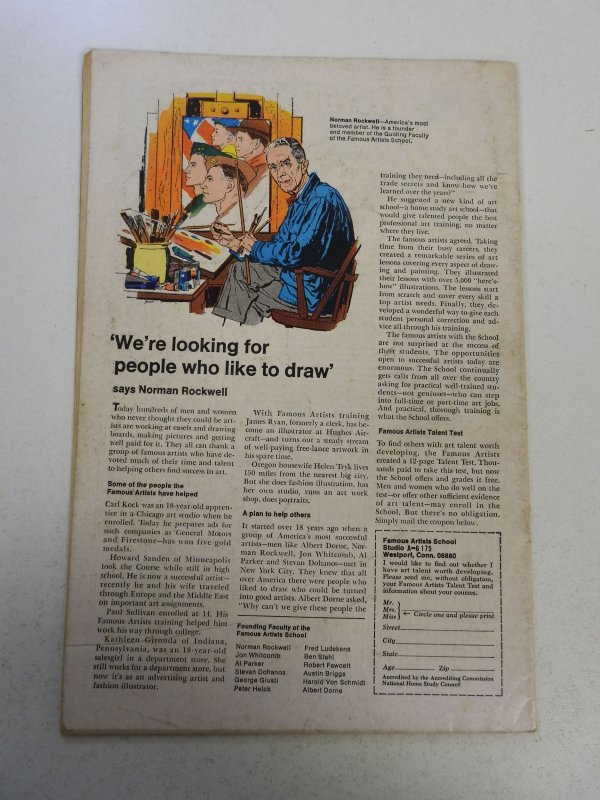 Norman Rockwell—America's most
beloved artist. He is a founder
and member of the Guiding Faculty
of the Famous Artists School.
'We're looking for
people who like to draw'
says Norman Rockwell
Today hundreds of men and women
who never thought they could be art-
ists are working at easels and drawing
boards, making pictures and getting
well paid for it. They all can thank a
group of famous artists who have de-
voted much of their time and talent
to helping others find success in art.
Some of the people the
Famous Artists have helped
Carl Kock was an 18-year-old appren-
tice in a Chicago art studio when he
enrolled. Today he prepares ads for
such companies as General Motors
and Firestone—has won five gold
medals.
Howard Sanden of Minneapolis
took the Course while still in high
school. He is now a successful artist—
recently he and his wife traveled
through Europe and the Middle East
on important art assignments.
Paul Sullivan enrolled at 14. His
Famous Artists training helped him
work his way through college.
Kathleen Gironda of Indiana,
Pennsylvania, was an 18-year-old
salesgirl in a department store. She
still works for a department store, but
now it's as an advertising artist and
fashion illustrator.
With Famous Artists training
James Ryan, formerly a clerk, has be-
come an illustrator at Hughes Air-
craft—and turns out a steady stream
of well-paying free-lance artwork in
his spare time.
Oregon housewife Helen Tryk lives
150 miles from the nearest big city.
But she does fashion illustration, has
her own studio, runs an art work
shop, does portraits.
A plan to help others
It started over 18 years ago when a
group of America's most successful
artists—men like Albert Dorne, Nor-
man Rockwell, Jon Whitcomb, Al
Parker and Stevan Dohanos—met in
New York City. They knew that all
over America there were people who
liked to draw who could be turned
into good artists. Albert Dorne asked,
"Why can't we give these people the
Founding Faculty of the
Famous Artists School
Norman Rockwell
Jon Whitcomb
Al Parker
Stevan Dohanos
George Giusti
Peter Helck
Fred Ludekens
Ben Stahl
Robert Fawcett
Austin Briggs
Harold Von Schmidt
Albert Dorne
training they need—including all the
trade secrets and know-how we've
learned over the years?"
He suggested a new kind of art
school—a home study art school—that
would give talented people the best
professional art training, no matter
where they live.
The famous artists agreed. Taking
time from their busy careers, they
created a remarkable series of art
lessons covering every aspect of draw-
ing and painting. They illustrated
their lessons with over 5,000 "here's-
how" illustrations. The lessons start
from scratch and cover every skill a
top artist needs. Finally, they de-
veloped a wonderful way to give each
student personal correction and ad-
vice all through his training.
The famous artists with the School
are not surprised at the success of
their students. The opportunities
open to successful artists today are
enormous. The School continually
gets calls from all over the country
asking for practical well-trained stu-
dents—not geniuses—who can step
into full-time or part-time art jobs.
And practical, thorough training is
what the School offers.
Famous Artists Talent Test
To find others with art talent worth
developing, the Famous Artists
created a 12-page Talent Test. Thou-
sands paid to take this test, but now
the School offers and grades it free.
Men and women who do well on the
test—or offer other sufficient evidence
of art talent—may enroll in the
School. But there's no obligation.
Simply mail the coupon below.
Famous Artists School
Studio A-6175
Westport, Conn. 06880
I would like to find out whether I
have art talent worth developing.
Please send me, without obligation,
your Famous Artists Talent Test and
information about your courses.
Mr.
Mrs. ← Circle one and please print
Miss
Street
City
State
Age Zip
Accredited by the Accrediting Commission
National Home Study Council